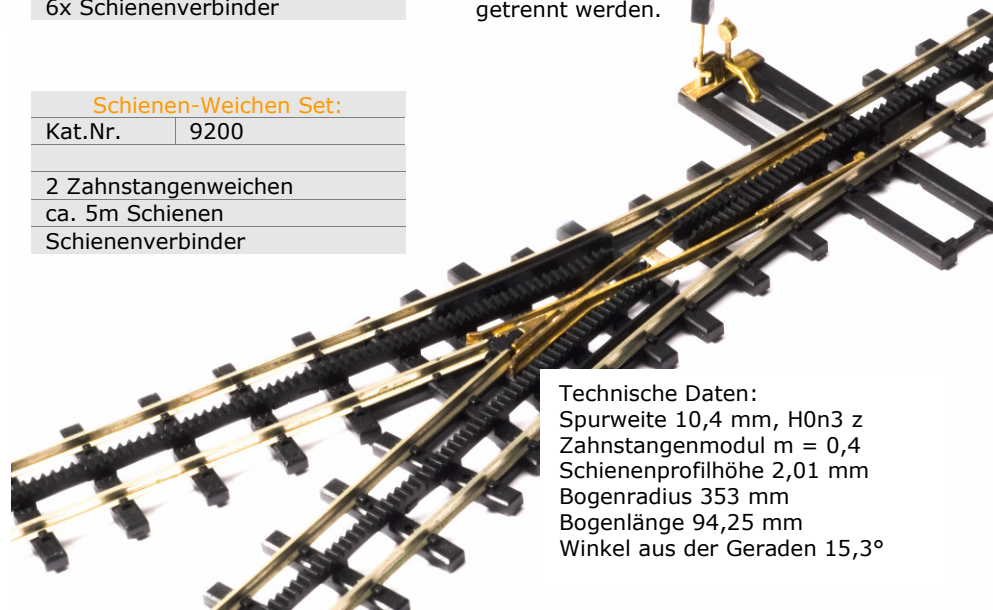 6x Schienenverbinder
getrennt werden.
Schienen-Weichen Set:
Kat.Nr. 9200
2 Zahnstangenweichen
ca. 5m Schienen
Schienenverbinder
Technische Daten:
Spurweite 10,4 mm, H0n3 z
Zahnstangenmodul m = 0,4
Schienenprofilhöhe 2,01 mm
Bogenradius 353 mm
Bogenlänge 94,25 mm
Winkel aus der Geraden 15,3°